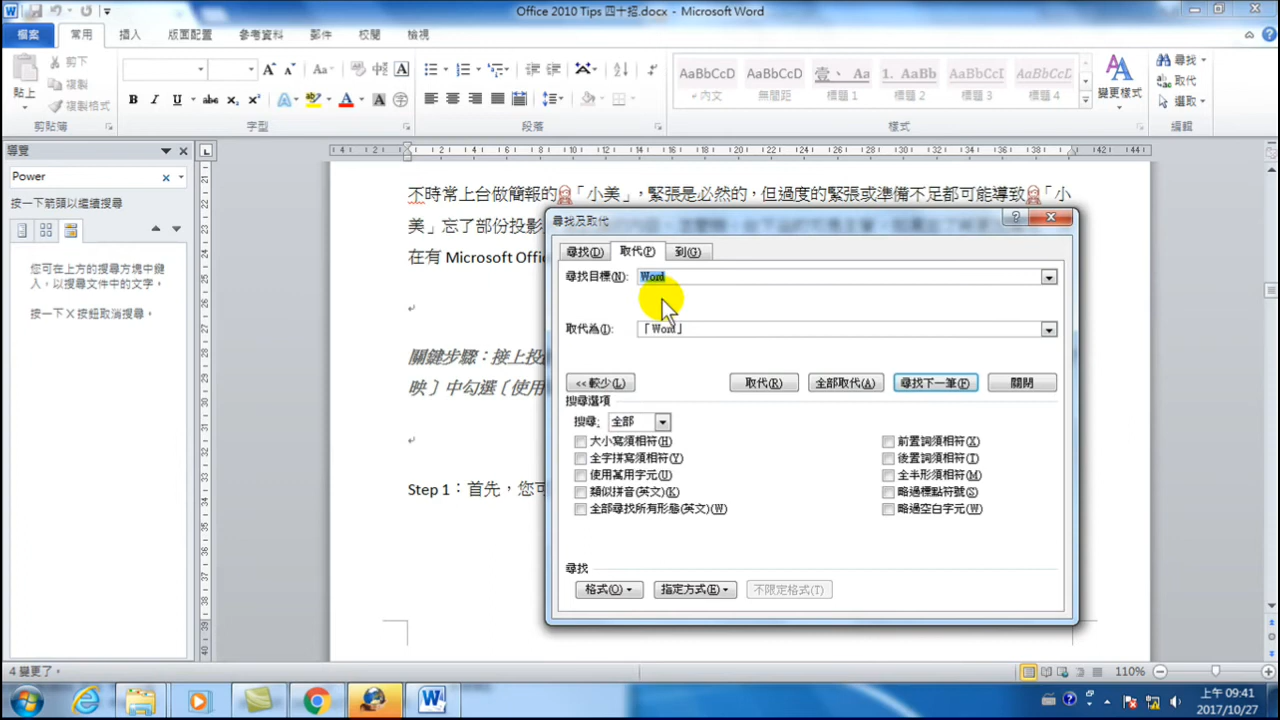 Office 2010 Tips 四十招.docx - Microsoft Word
檔案 常用 插入 版面配置 參考資料 郵件 校閱 檢視
貼上 剪下 複製 複製格式
剪貼簿 字型 段落 樣式 編輯
AaBbCcD AaBbCcD 壹、 Aa 1. AaBb AaBbCcI AaBbCcL
內文 無間距 標題 1 標題 2 標題 3 標題 4
變更樣式
尋找
取代
選取
導覽
Power
按一下箭頭以繼續搜尋
您可在上方的搜尋方塊中鍵
入,以搜尋文件中的文字。
按一下 X 按鈕取消搜尋。
不時常上台做簡報的「小美」,緊張是必然的,但過度的緊張或準備不足都可能導致「小
美」忘了部份投影
在有 Microsoft Offic
關鍵步驟:接上投
映〕中勾選〔使用
Step 1:首先,您可
尋找及取代
尋找(D) 取代(P) 到(G)
尋找目標(N): Word
取代為(I): 「Word」
<< 較少(L) 取代(R) 全部取代(A) 尋找下一筆(F) 關閉
搜尋選項
搜尋: 全部
大小寫須相符(H) 前置詞須相符(X)
全字拼寫須相符(Y) 後置詞須相符(T)
使用萬用字元(U) 全半形須相符(M)
類似拼音(英文)(K) 略過標點符號(S)
全部尋找所有形態(英文)(W) 略過空白字元(W)
尋找
格式(O) 指定方式(E) 不限定格式(T)
4 變更了。 110%
上午 09:41
2017/10/27